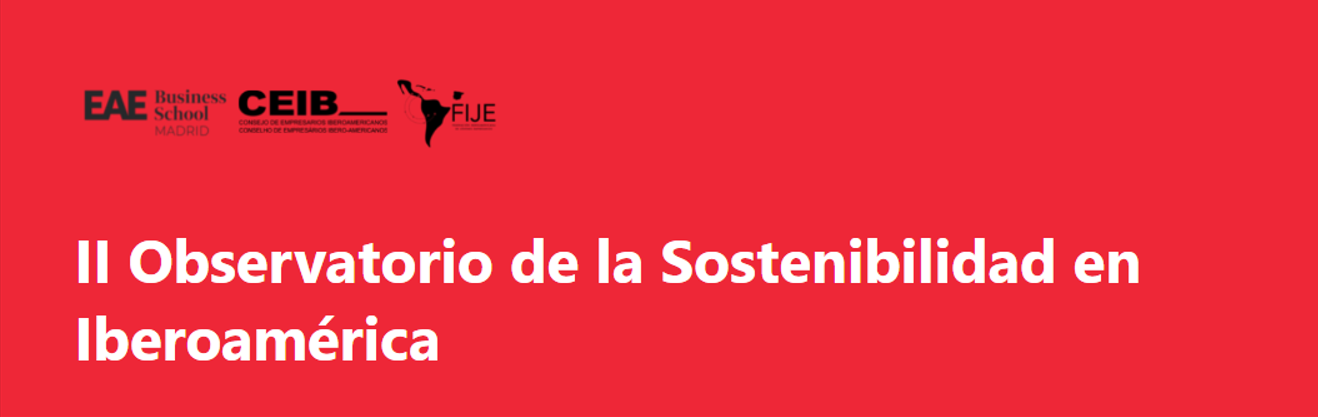 EAE Business School MADRID
CEIB
CONSEJO DE EMPRESARIOS IBEROAMERICANOS
CONSELHO DE EMPRESÁRIOS IBERO-AMERICANOS
FIJE
II Observatorio de la Sostenibilidad en
Iberoamérica